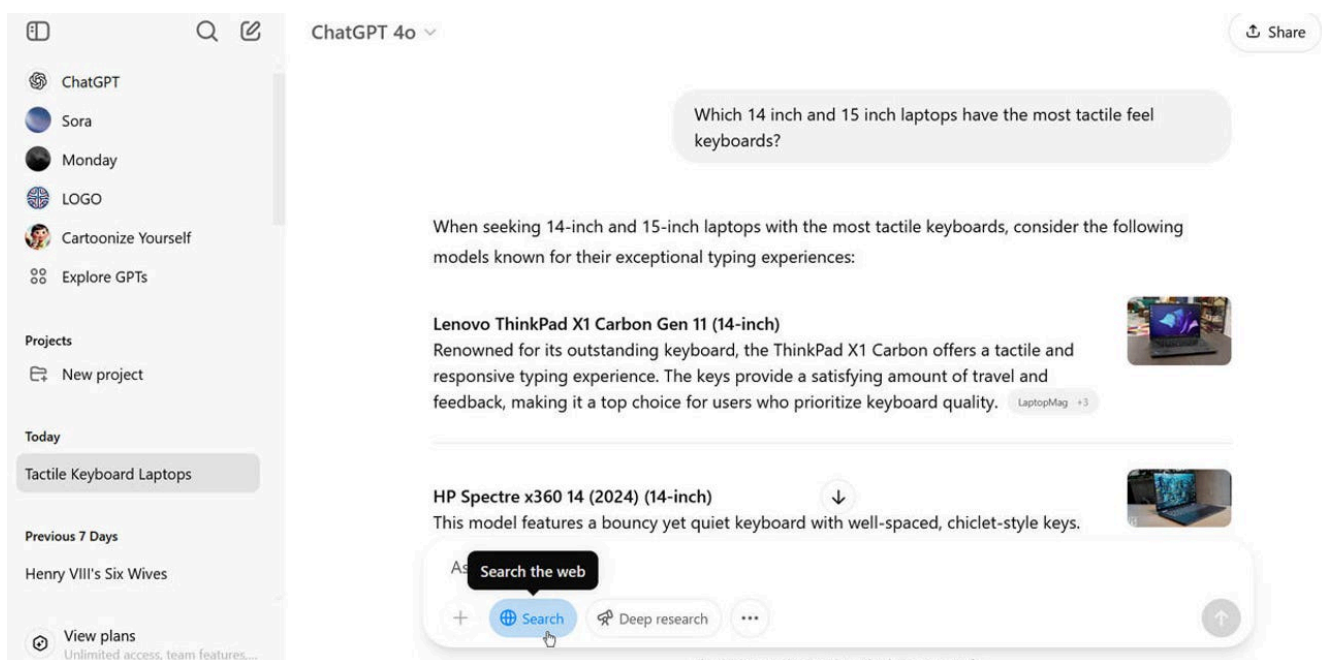 ChatGPT 4o
Share
ChatGPT
Sora
Monday
LOGO
Cartoonize Yourself
Explore GPTs
Projects
New project
Today
Tactile Keyboard Laptops
Previous 7 Days
Henry VIII's Six Wives
View plans
Unlimited access, team features,...
Which 14 inch and 15 inch laptops have the most tactile feel
keyboards?
When seeking 14-inch and 15-inch laptops with the most tactile keyboards, consider the following
models known for their exceptional typing experiences:
Lenovo ThinkPad X1 Carbon Gen 11 (14-inch)
Renowned for its outstanding keyboard, the ThinkPad X1 Carbon offers a tactile and
responsive typing experience. The keys provide a satisfying amount of travel and
feedback, making it a top choice for users who prioritize keyboard quality. LaptopMag +3
HP Spectre x360 14 (2024) (14-inch)
This model features a bouncy yet quiet keyboard with well-spaced, chiclet-style keys.
As
Search the web
Search
Deep research